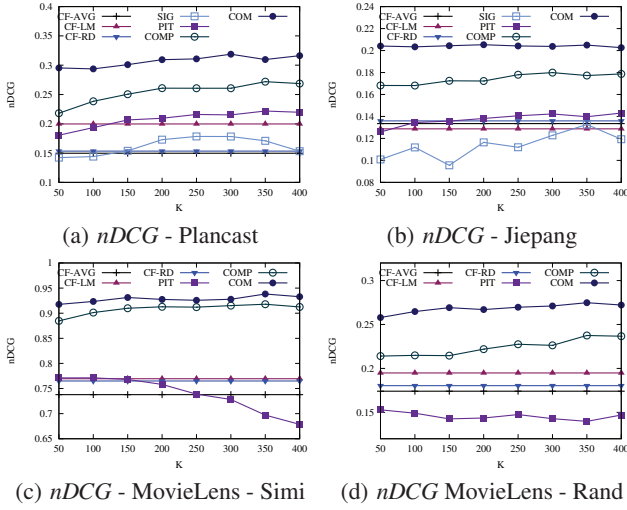 CF-AVG SIG COM
CF-LM PIT
CF-RD COMP
nDCG
0.4
0.35
0.3
0.25
0.2
0.15
0.1
50 100 150 200 250 300 350 400
K
(a) nDCG - Plancast
CF-AVG SIG COM
CF-LM PIT
CF-RD COMP
nDCG
0.24
0.22
0.2
0.18
0.16
0.14
0.12
0.1
0.08
50 100 150 200 250 300 350 400
K
(b) nDCG - Jiepang
CF-AVG CF-RD COMP
CF-LM PIT COM
nDCG
1
0.95
0.9
0.85
0.8
0.75
0.7
0.65
50 100 150 200 250 300 350 400
K
(c) nDCG - MovieLens - Simi
CF-AVG CF-RD COMP
CF-LM PIT COM
nDCG
0.3
0.25
0.2
0.15
50 100 150 200 250 300 350 400
K
(d) nDCG MovieLens - Rand